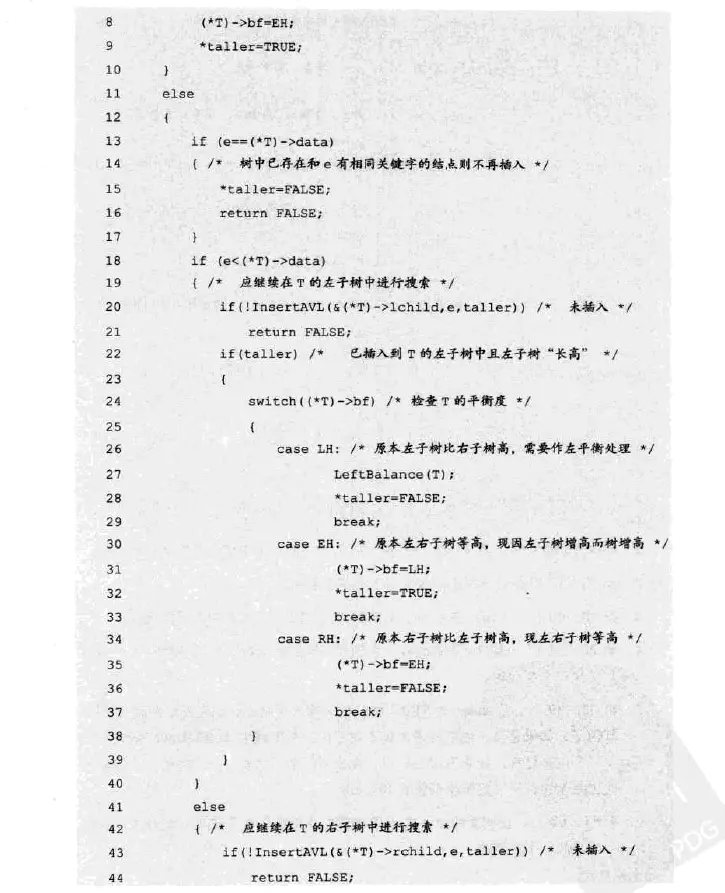 8 (*T)->bf=EH;
9 *taller=TRUE;
10 }
11 else
12 {
13 if (e==(*T)->data)
14 { /* 树中已存在和e有相同关键字的结点则不再插入 */
15 *taller=FALSE;
16 return FALSE;
17 }
18 if (e<(*T)->data)
19 { /* 应继续在T的左子树中进行搜索 */
20 if(!InsertAVL(&(*T)->lchild,e,taller)) /* 未插入 */
21 return FALSE;
22 if(taller) /* 已插入到T的左子树中且左子树“长高” */
23 {
24 switch((*T)->bf) /* 检查T的平衡度 */
25 {
26 case LH: /* 原本左子树比右子树高，需要作左平衡处理 */
27 LeftBalance(T);
28 *taller=FALSE;
29 break;
30 case EH: /* 原本左右子树等高，现因左子树增高而树增高 */
31 (*T)->bf=LH;
32 *taller=TRUE;
33 break;
34 case RH: /* 原本右子树比左子树高，现左右子树等高 */
35 (*T)->bf=EH;
36 *taller=FALSE;
37 break;
38 }
39 }
40 }
41 else
42 { /* 应继续在T的右子树中进行搜索 */
43 if(!InsertAVL(&(*T)->rchild,e,taller)) /* 未插入 */
44 return FALSE;
PDG